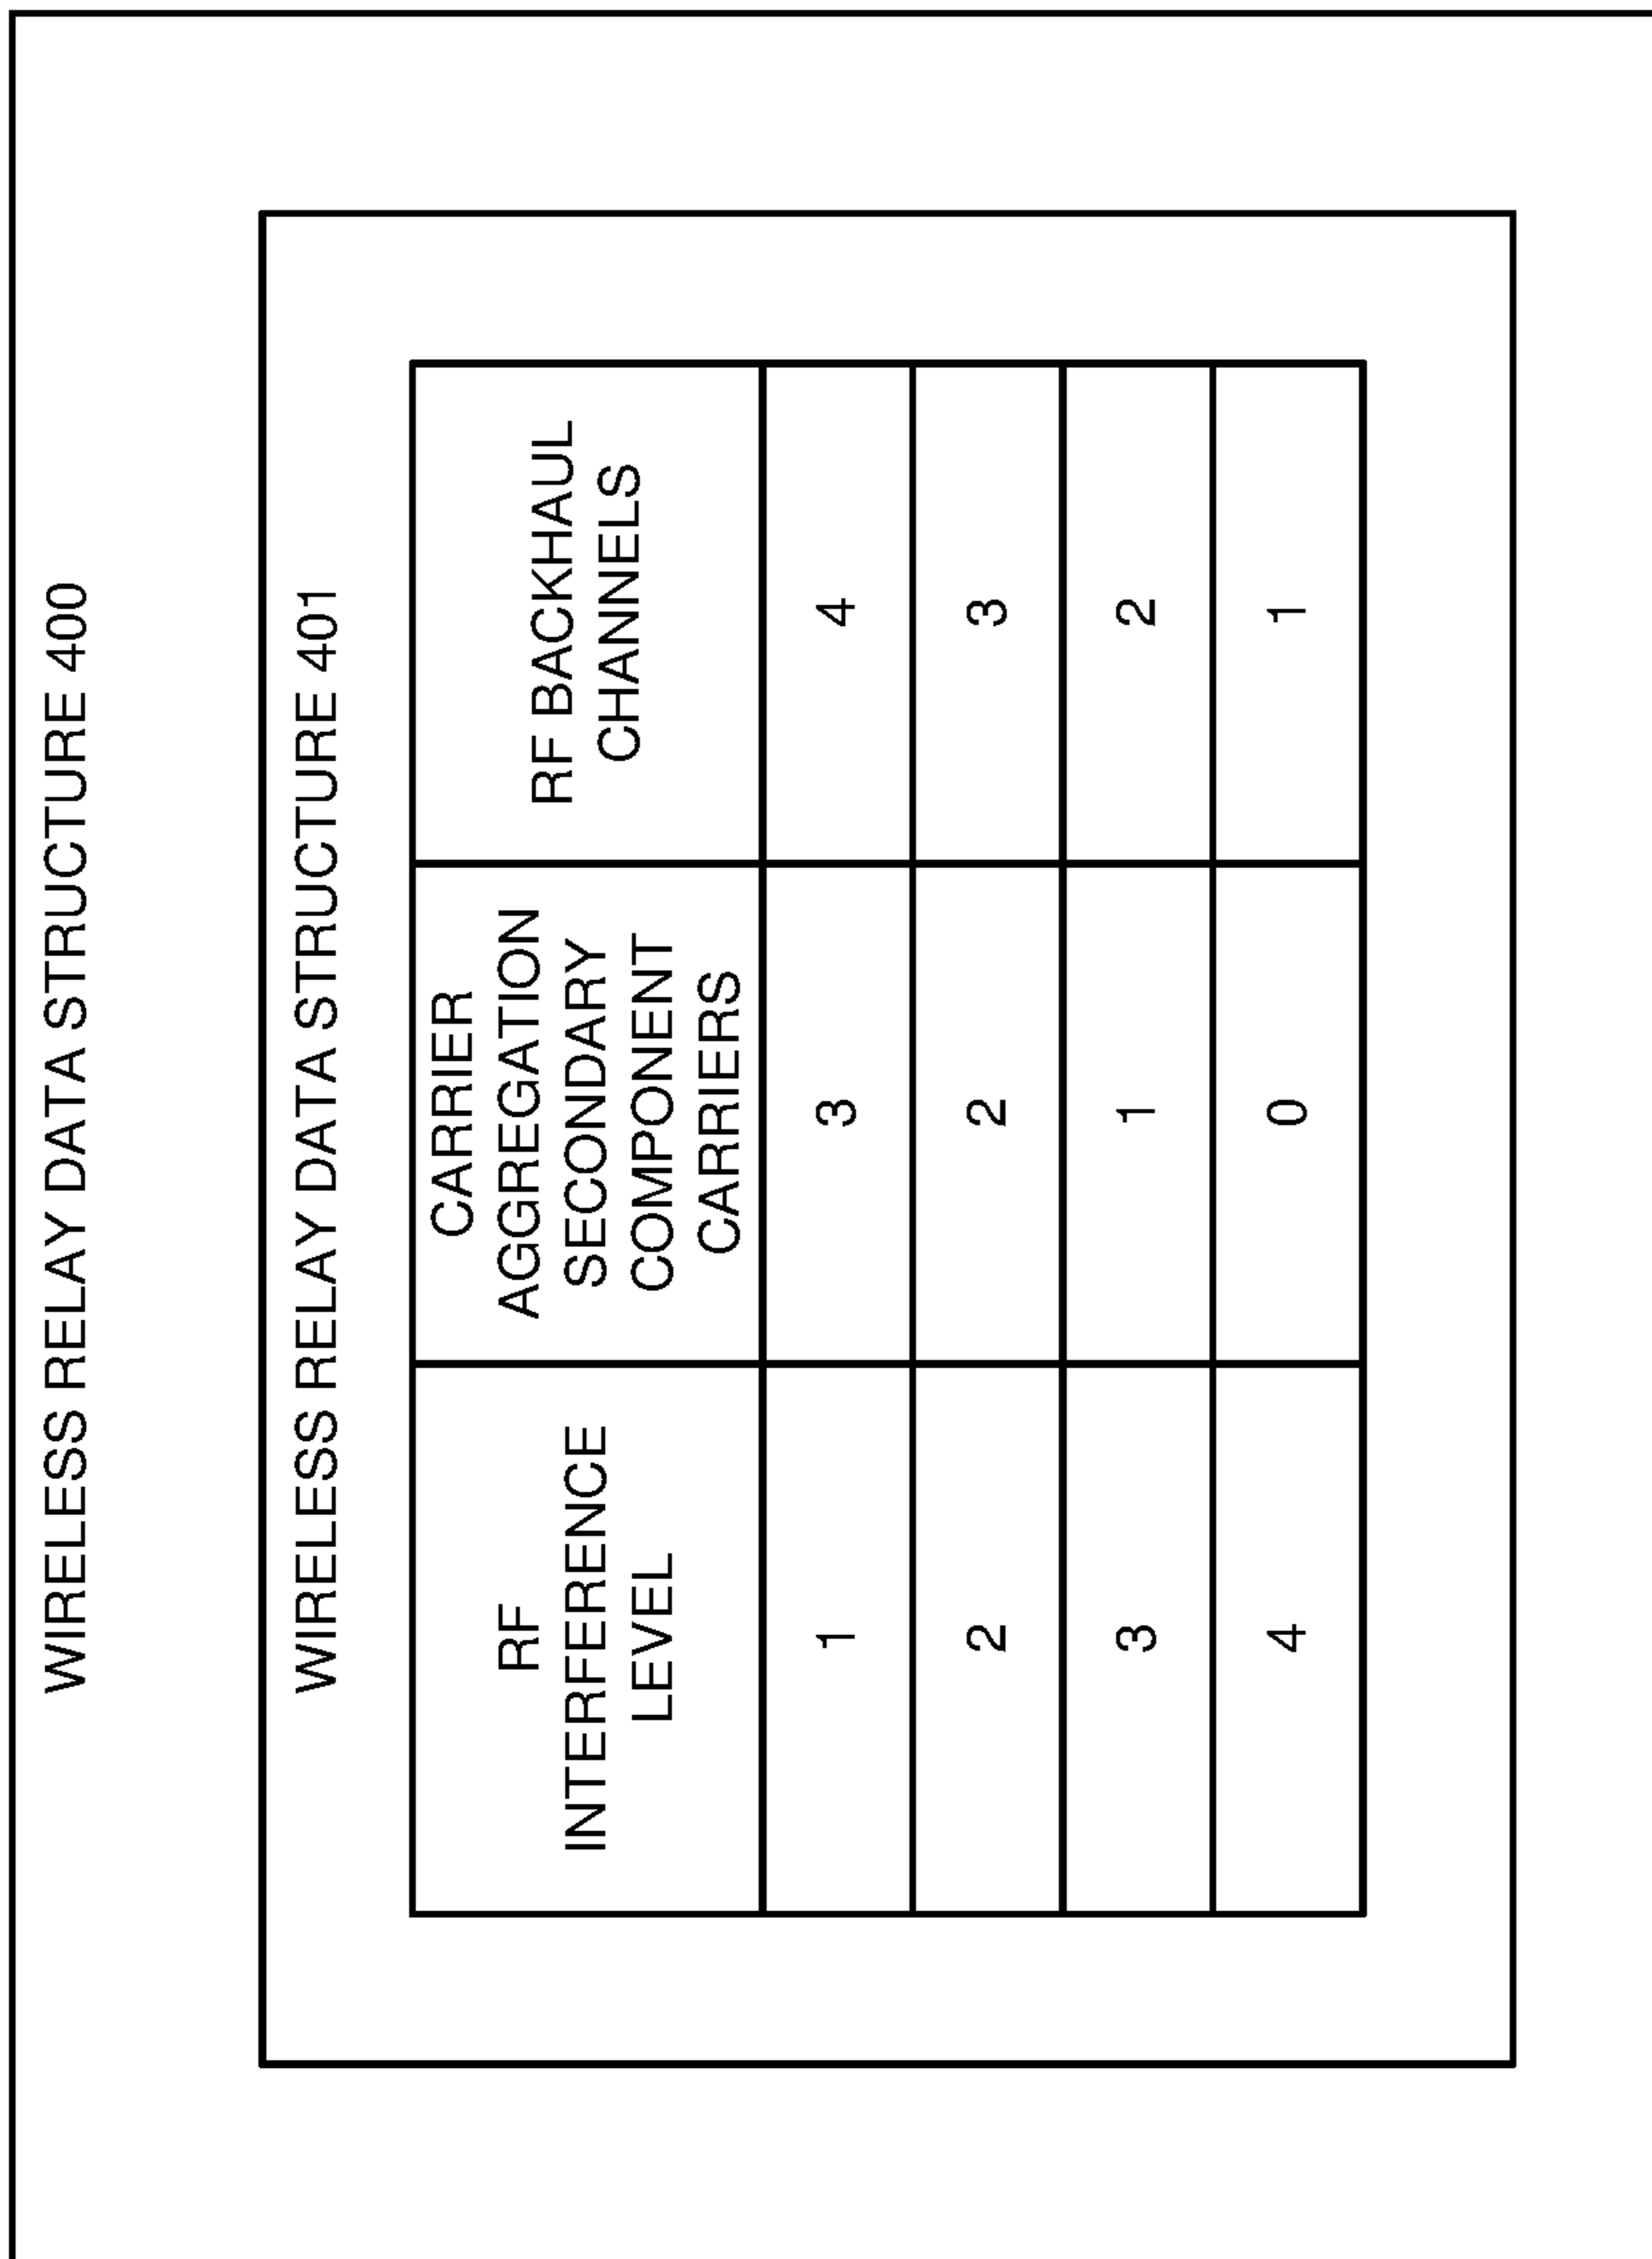 WIRELESS RELAY DATA STRUCTURE 400
WIRELESS RELAY DATA STRUCTURE 401
RF
INTERFERENCE
LEVEL
CARRIER
AGGREGATION
SECONDARY
COMPONENT
CARRIERS
RF BACKHAUL
CHANNELS
1 3 4
2 2 3
3 1 2
4 0 1